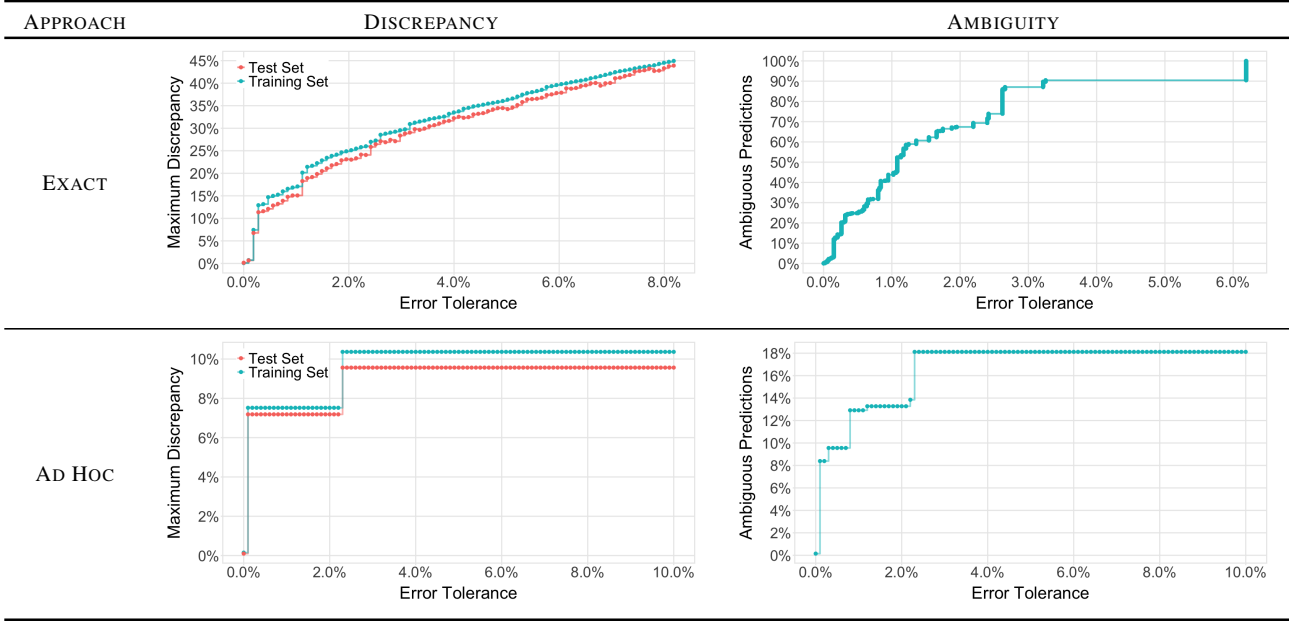 APPROACH DISCREPANCY AMBIGUITY
EXACT
Maximum Discrepancy
45%
40%
35%
30%
25%
20%
15%
10%
5%
0%
Test Set
Training Set
0.0% 2.0% 4.0% 6.0% 8.0%
Error Tolerance
Ambiguous Predictions
100%
90%
80%
70%
60%
50%
40%
30%
20%
10%
0%
0.0% 1.0% 2.0% 3.0% 4.0% 5.0% 6.0%
Error Tolerance
AD HOC
Maximum Discrepancy
10%
8%
6%
4%
2%
0%
Test Set
Training Set
0.0% 2.0% 4.0% 6.0% 8.0% 10.0%
Error Tolerance
Ambiguous Predictions
18%
16%
14%
12%
10%
8%
6%
4%
2%
0%
0.0% 2.0% 4.0% 6.0% 8.0% 10.0%
Error Tolerance